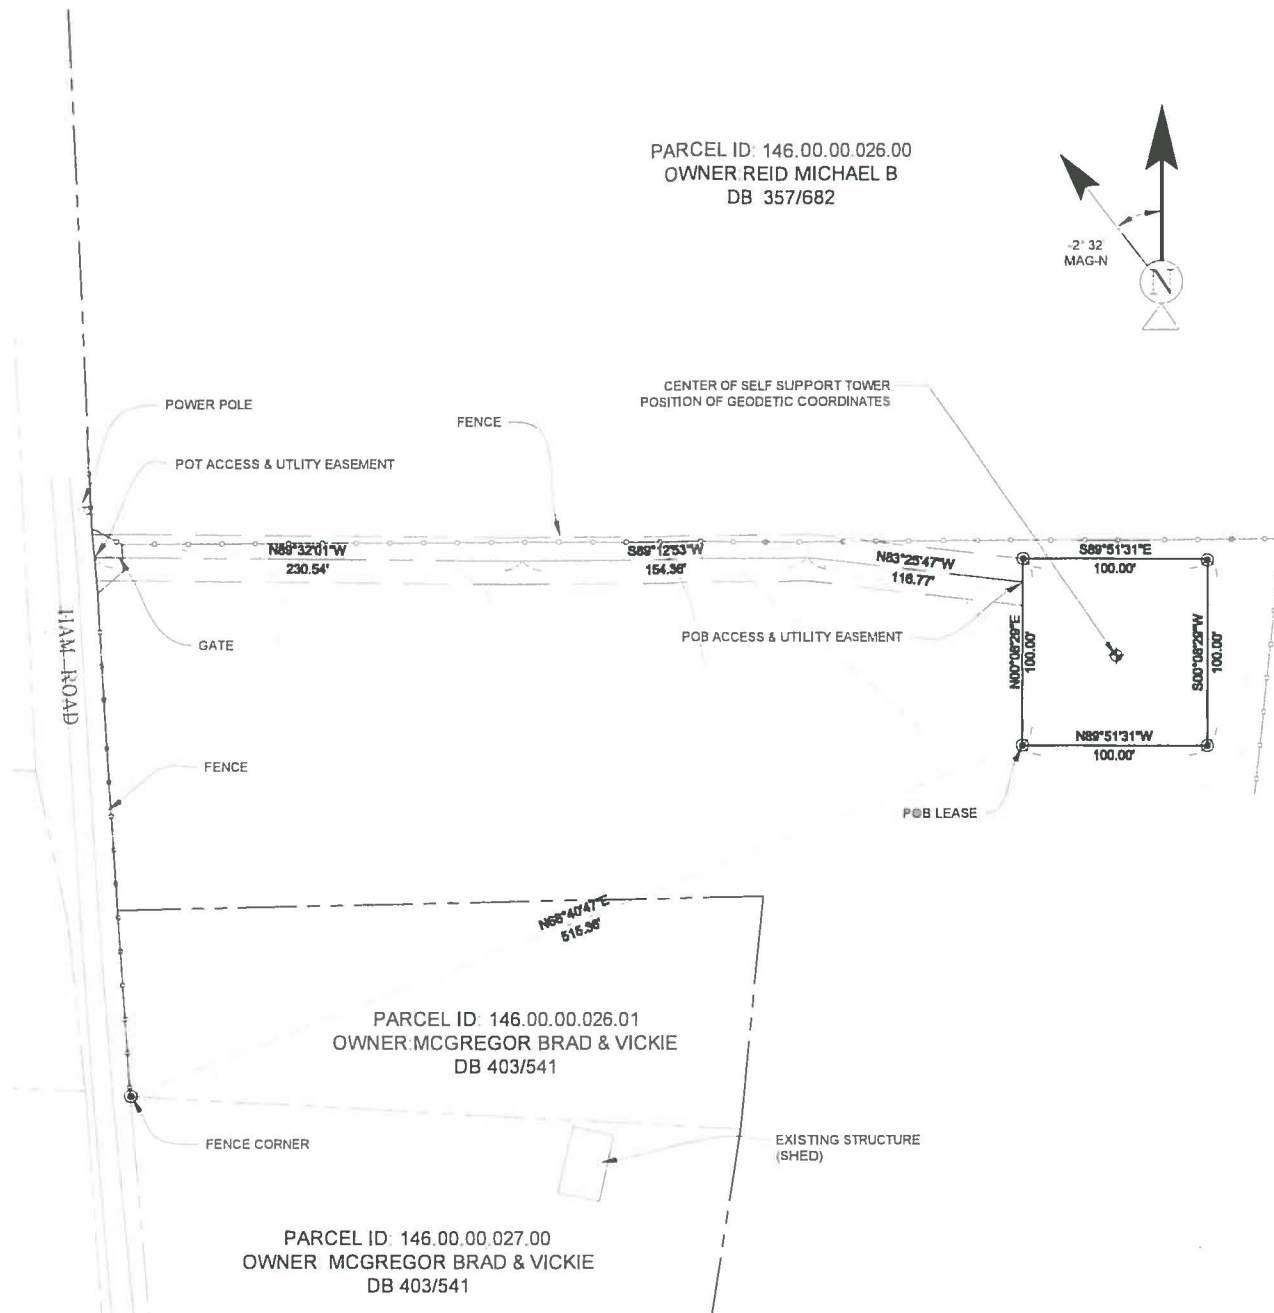 PARCEL ID: 146.00.00.026.00
OWNER:REID MICHAEL B
DB 357/682
-2° 32'
MAG-N
N
CENTER OF SELF SUPPORT TOWER
POSITION OF GEODETIC COORDINATES
POWER POLE
FENCE
POT ACCESS & UTLITY EASEMENT
N89°32'01"W
230.54'
S89°12'53"W
154.36'
N83°25'47"W
116.77'
S89°51'31"E
100.00'
GATE
POB ACCESS & UTILITY EASEMENT
N00°08'29"E
100.00'
S00°08'29"W
100.00'
HAM ROAD
N89°51'31"W
100.00'
FENCE
POB LEASE
N68°40'47"E
515.36'
PARCEL ID: 146.00.00.026.01
OWNER:MCGREGOR BRAD & VICKIE
DB 403/541
FENCE CORNER
EXISTING STRUCTURE
(SHED)
PARCEL ID: 146.00.00.027.00
OWNER MCGREGOR BRAD & VICKIE
DB 403/541